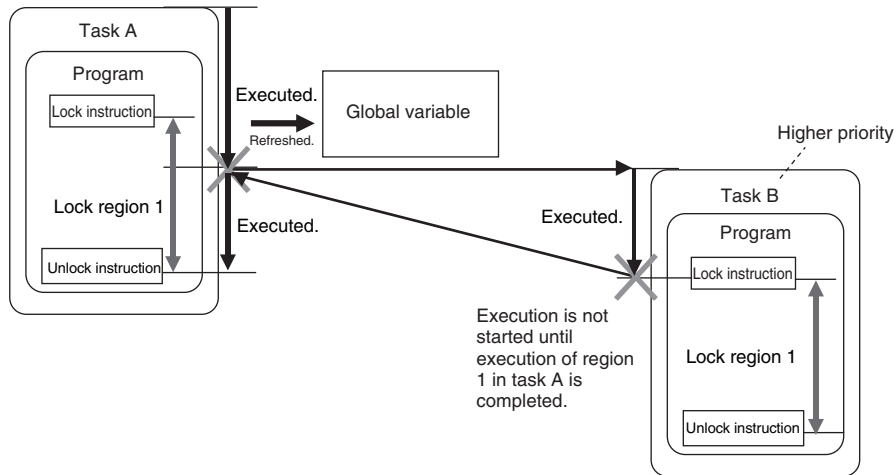 Task A
Program
Lock instruction
Lock region 1
Unlock instruction
Executed.
Refreshed.
Global variable
Executed.
Executed.
Higher priority
Task B
Program
Lock instruction
Lock region 1
Unlock instruction
Execution is not
started until
execution of region
1 in task A is
completed.